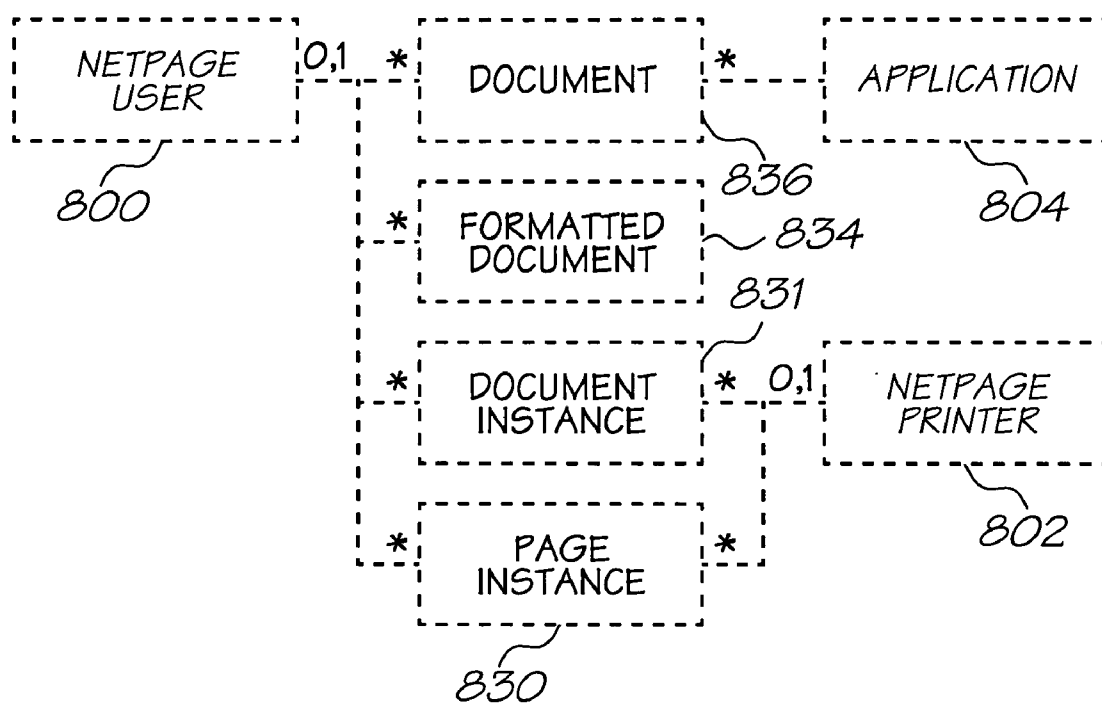 NETPAGE
USER
0,1
*
DOCUMENT
*
APPLICATION
800
836
804
*
FORMATTED
DOCUMENT
834
831
*
DOCUMENT
INSTANCE
*
0,1
NETPAGE
PRINTER
802
*
PAGE
INSTANCE
*
830